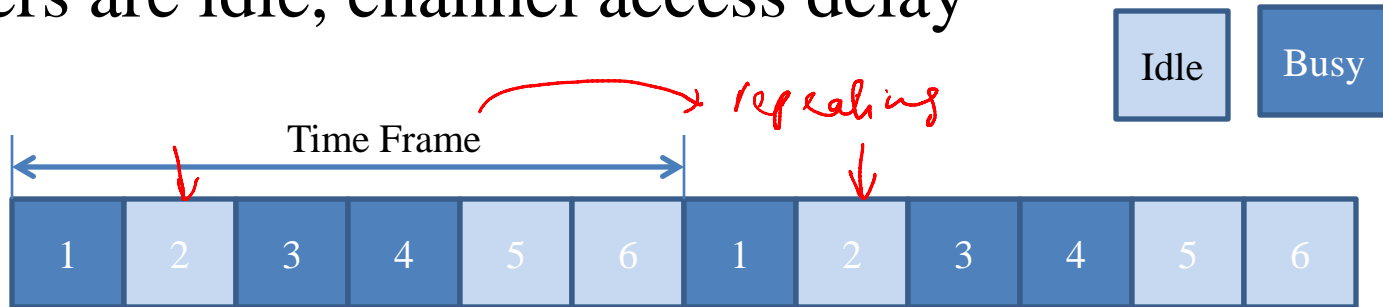 ers are idle, channel access delay
Idle Busy
repeating
Time Frame
1 2 3 4 5 6 1 2 3 4 5 6